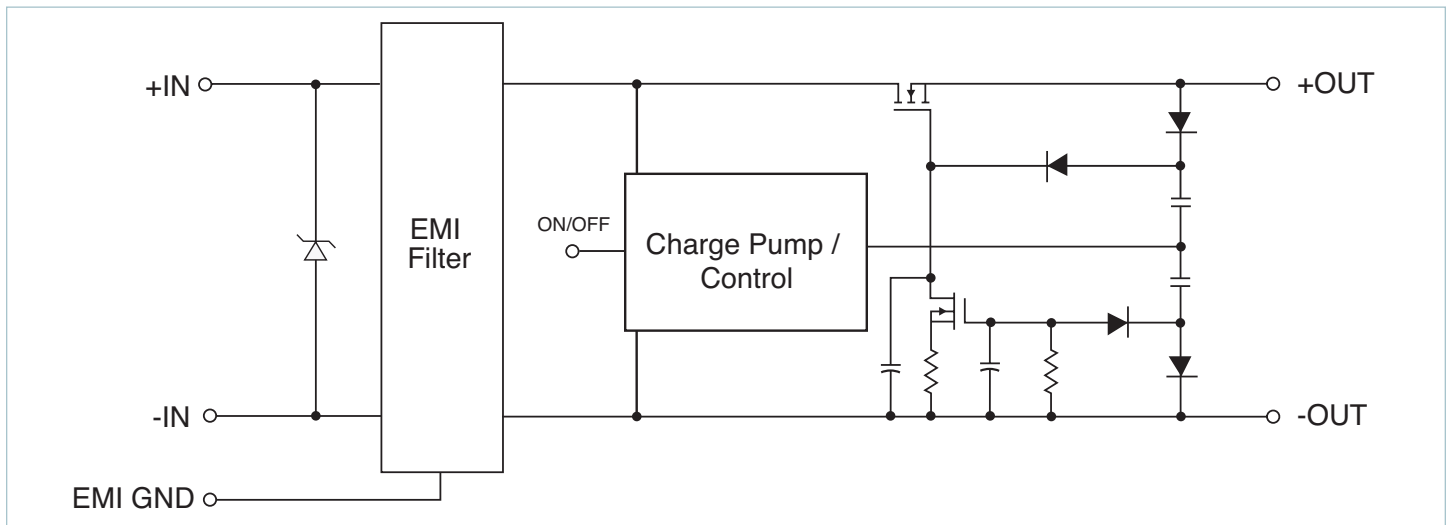 +IN
+OUT
EMI
Filter
ON/OFF
Charge Pump /
Control
-IN
-OUT
EMI GND